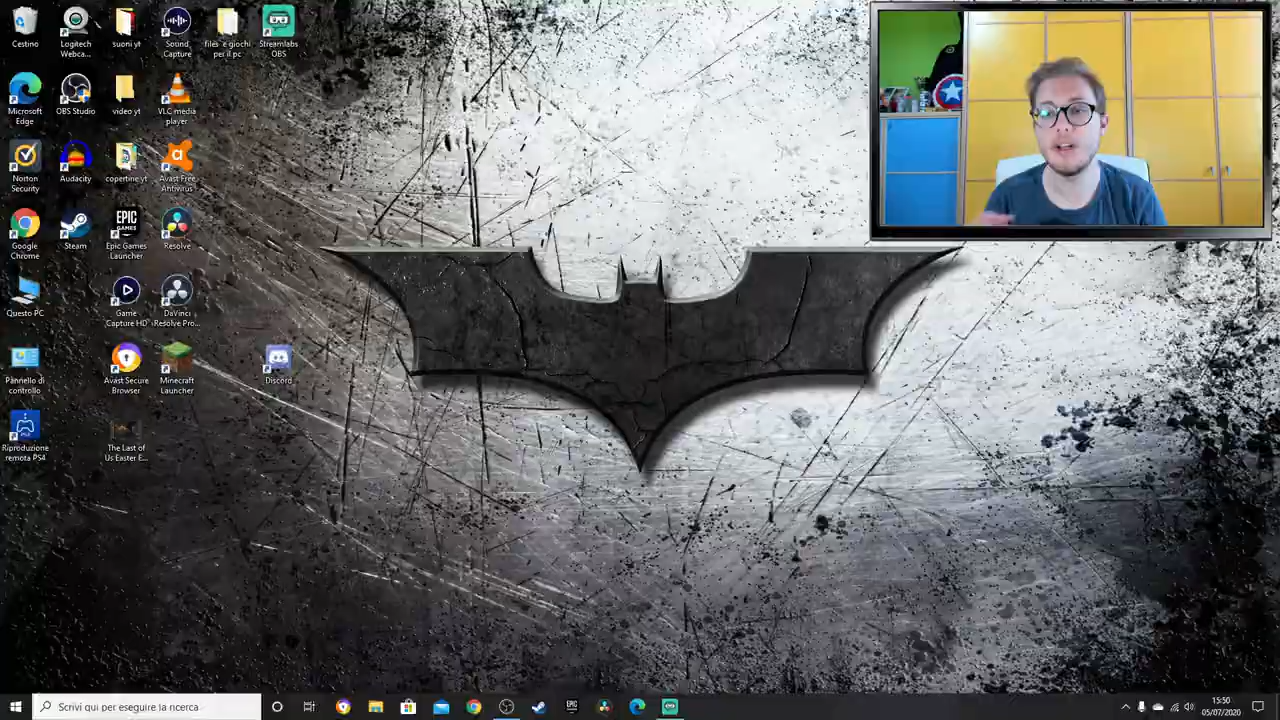 Cestino
Logitech
Webca...
suoni yt
Sound
Capture
files e giochi
per il pc
Streamlabs
OBS
Microsoft
Edge
OBS Studio
video yt
VLC media
player
Norton
Security
Audacity
copertine yt
Avast Free
Antivirus
Google
Chrome
Steam
EPIC
GAMES
Epic Games
Launcher
Resolve
Questo PC
Game
Capture HD
DaVinci
Resolve Pro...
Pannello di
controllo
Avast Secure
Browser
Minecraft
Launcher
Discord
Riproduzione
remota PS4
The Last of
Us Easter E...
Scrivi qui per eseguire la ricerca
EPIC
15:50
05/07/2020